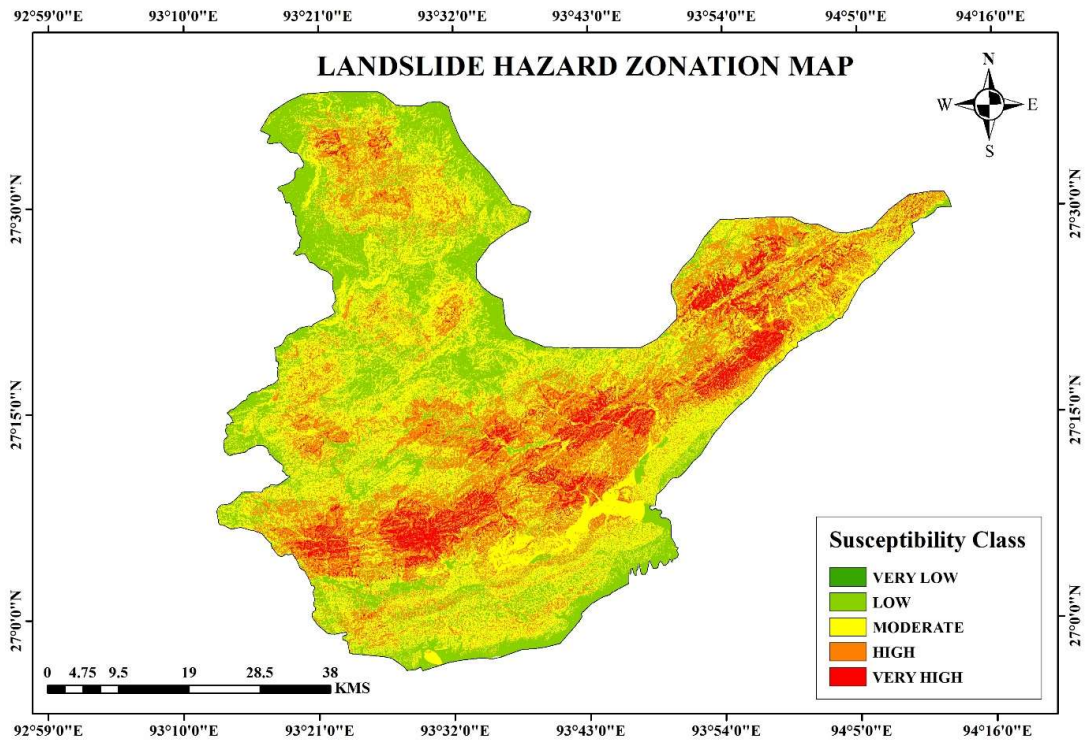 92°59'0"E 93°10'0"E 93°21'0"E 93°32'0"E 93°43'0"E 93°54'0"E 94°5'0"E 94°16'0"E
LANDSLIDE HAZARD ZONATION MAP
N
W E
S
27°30'0"N 27°30'0"N
27°15'0"N 27°15'0"N
27°0'0"N 27°0'0"N
Susceptibility Class
VERY LOW
LOW
MODERATE
HIGH
VERY HIGH
0 4.75 9.5 19 28.5 38
KMS
92°59'0"E 93°10'0"E 93°21'0"E 93°32'0"E 93°43'0"E 93°54'0"E 94°5'0"E 94°16'0"E